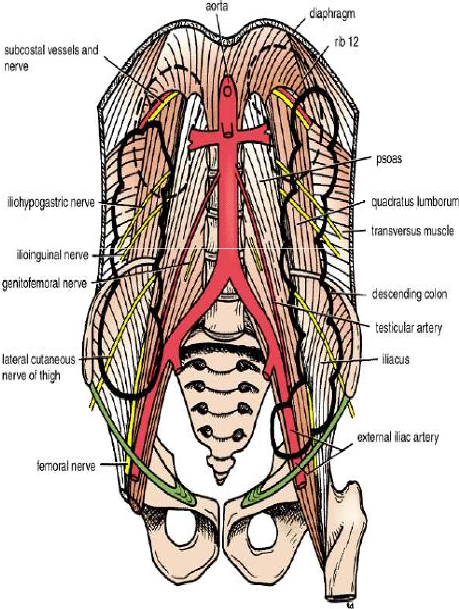 aorta
diaphragm
subcostal vessels and
nerve
rib 12
psoas
iliohypogastric nerve
quadratus lumborum
transversus muscle
ilioinguinal nerve
genitofemoral nerve
descending colon
testicular artery
lateral cutaneous
nerve of thigh
iliacus
external iliac artery
femoral nerve